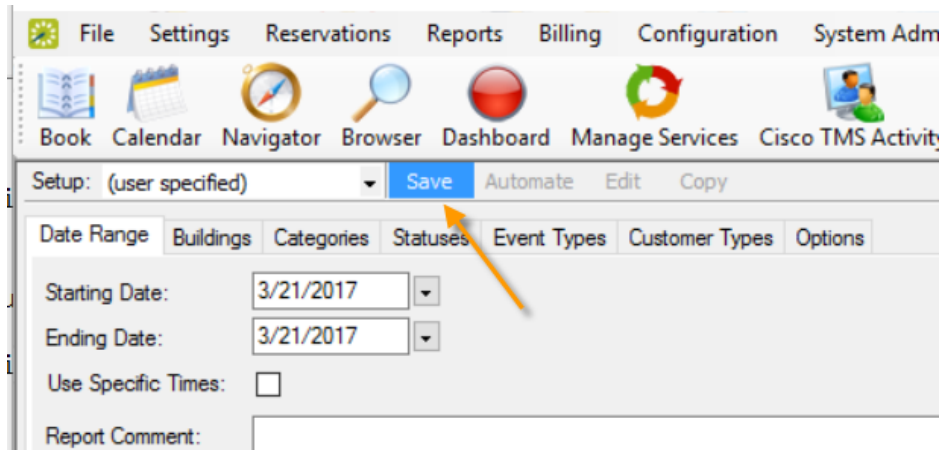 File Settings Reservations Reports Billing Configuration System Adm
Book Calendar Navigator Browser Dashboard Manage Services Cisco TMS Activity
Setup: (user specified) Save Automate Edit Copy
Date Range Buildings Categories Statuses Event Types Customer Types Options
Starting Date: 3/21/2017
Ending Date: 3/21/2017
Use Specific Times:
Report Comment: